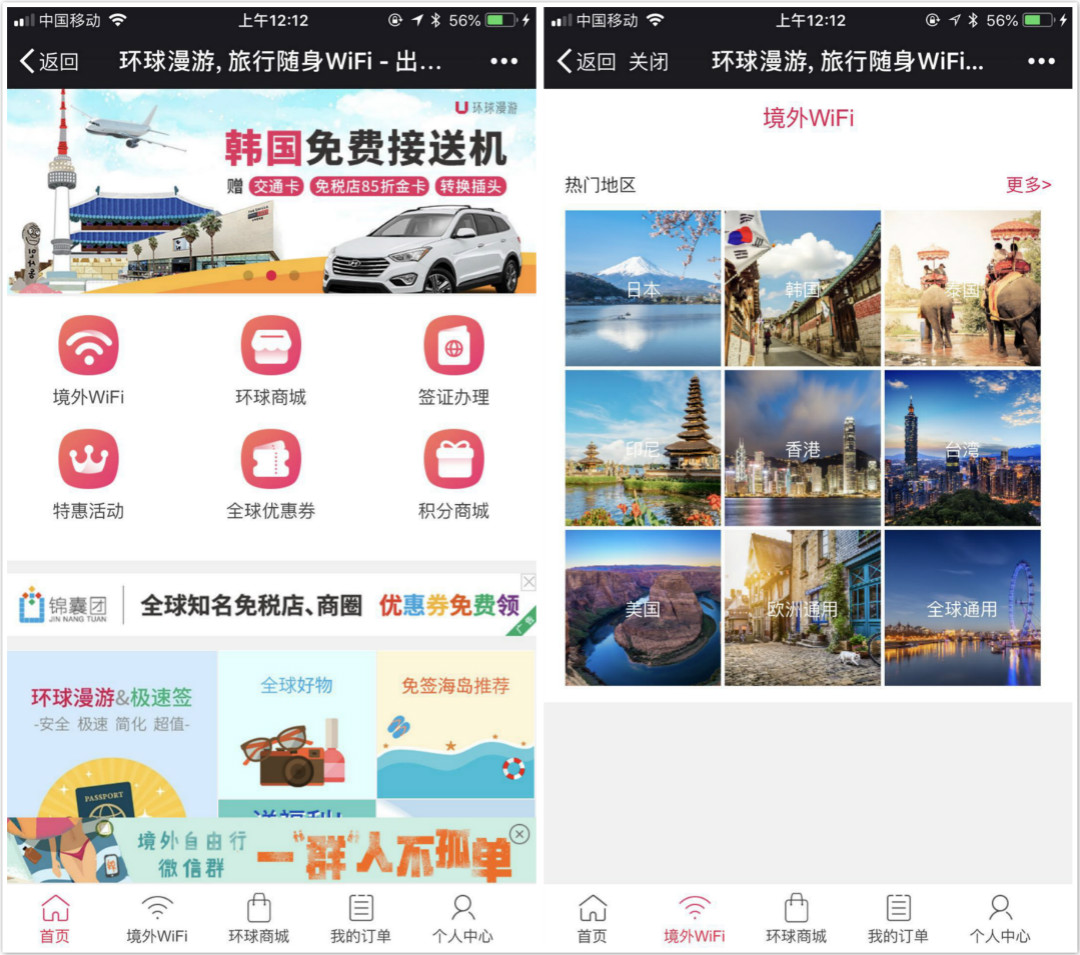 中国移动
上午12:12
56%
返回
环球漫游, 旅行随身WiFi - 出...
环球漫游
韩国免费接送机
赠 交通卡 免税店85折金卡 转换插头
境外WiFi
环球商城
签证办理
特惠活动
全球优惠券
积分商城
锦囊团
JIN NANG TUAN
全球知名免税店、商圈 优惠券免费领
广告
环球漫游&极速签
-安全 极速 简化 超值-
PASSPORT
全球好物
送福利!
免签海岛推荐
境外自由行
微信群
一“群”人不孤单
首页
境外WiFi
环球商城
我的订单
个人中心
中国移动
上午12:12
56%
返回 关闭
环球漫游, 旅行随身WiFi...
境外WiFi
热门地区
更多>
日本
韩国
泰国
印尼
香港
台湾
美国
欧洲通用
全球通用
首页
境外WiFi
环球商城
我的订单
个人中心